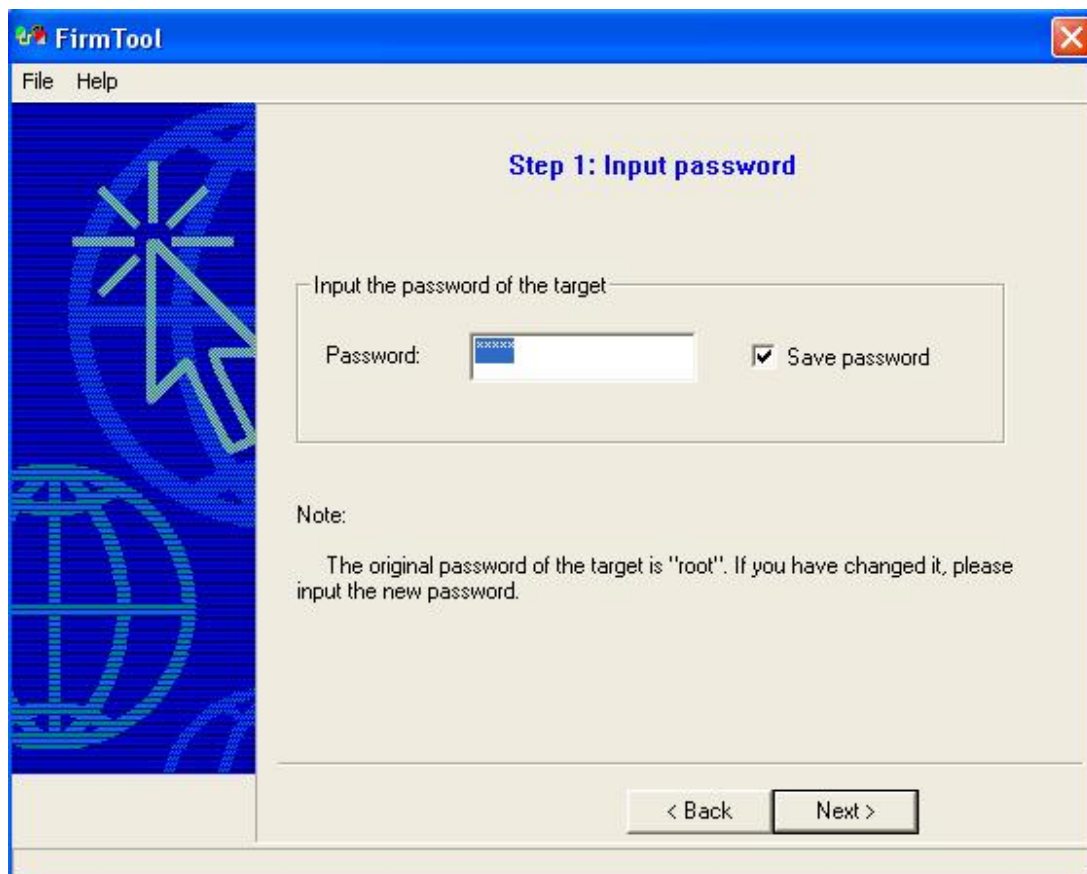 FirmTool
File Help
Step 1: Input password
Input the password of the target
Password:
xxxxx
Save password
Note:
The original password of the target is "root". If you have changed it, please
input the new password.
< Back
Next >